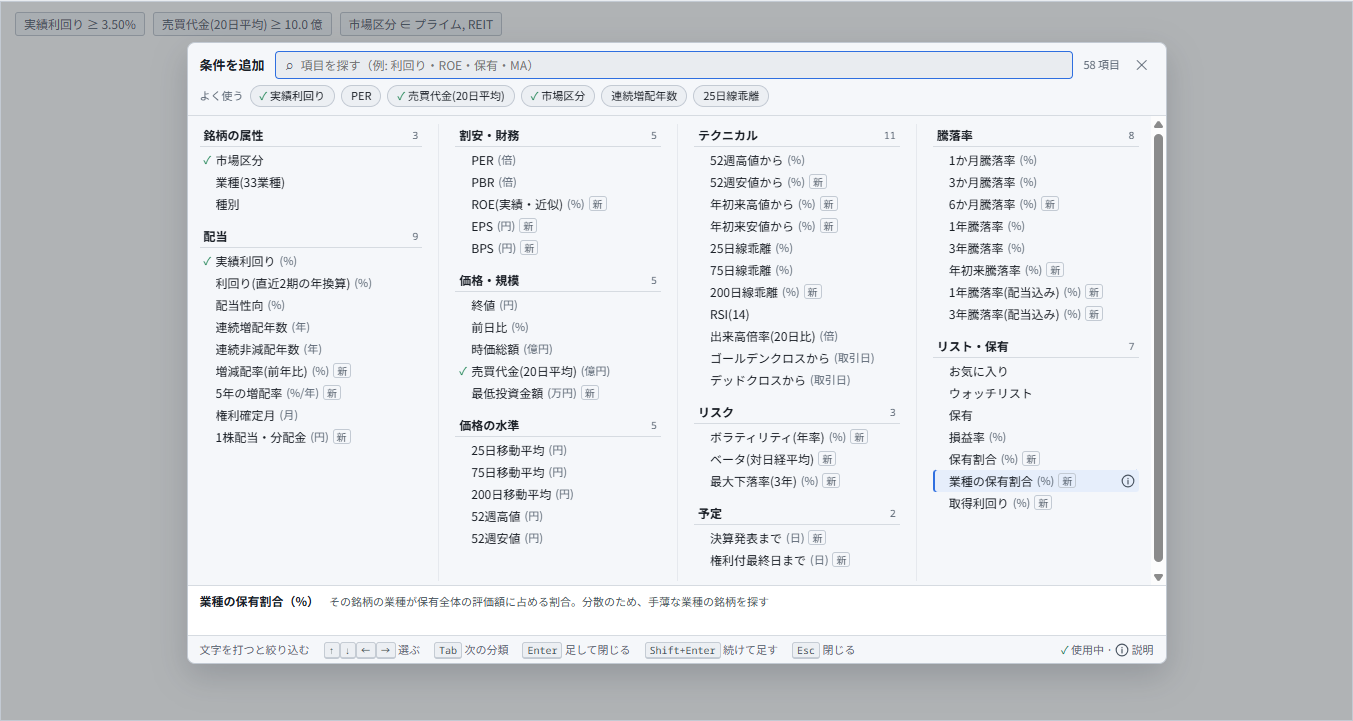 実績利回り ≥ 3.50% 売買代金(20日平均) ≥ 10.0 億 市場区分 ∈ プライム, REIT
条件を追加 項目を探す（例: 利回り・ROE・保有・MA） 58 項目 ×
よく使う ✓ 実績利回り PER ✓ 売買代金(20日平均) ✓ 市場区分 連続増配年数 25日線乖離
銘柄の属性 3
✓ 市場区分
業種(33業種)
種別
配当 9
✓ 実績利回り (%)
利回り(直近2期の年換算) (%)
配当性向 (%)
連続増配年数 (年)
連続非減配年数 (年)
増減配率(前年比) (%) 新
5年の増配率 (%/年) 新
権利確定月 (月)
1株配当・分配金 (円) 新
割安・財務 5
PER (倍)
PBR (倍)
ROE(実績・近似) (%) 新
EPS (円) 新
BPS (円) 新
価格・規模 5
終値 (円)
前日比 (%)
時価総額 (億円)
✓ 売買代金(20日平均) (億円)
最低投資金額 (万円) 新
価格の水準 5
25日移動平均 (円)
75日移動平均 (円)
200日移動平均 (円)
52週高値 (円)
52週安値 (円)
テクニカル 11
52週高値から (%)
52週安値から (%) 新
年初来高値から (%) 新
年初来安値から (%) 新
25日線乖離 (%)
75日線乖離 (%)
200日線乖離 (%) 新
RSI(14)
出来高倍率(20日比) (倍)
ゴールデンクロスから (取引日)
デッドクロスから (取引日)
リスク 3
ボラティリティ(年率) (%) 新
ベータ(対日経平均) 新
最大下落率(3年) (%) 新
予定 2
決算発表まで (日) 新
権利付最終日まで (日) 新
騰落率 8
1か月騰落率 (%)
3か月騰落率 (%)
6か月騰落率 (%) 新
1年騰落率 (%)
3年騰落率 (%)
年初来騰落率 (%) 新
1年騰落率(配当込み) (%) 新
3年騰落率(配当込み) (%) 新
リスト・保有 7
お気に入り
ウォッチリスト
保有
損益率 (%)
保有割合 (%) 新
業種の保有割合 (%) 新
取得利回り (%) 新
業種の保有割合（%） その銘柄の業種が保有全体の評価額に占める割合。分散のため、手薄な業種の銘柄を探す
文字を打つと絞り込む ↑ ↓ ← → 選ぶ Tab 次の分類 Enter 足して閉じる Shift+Enter 続けて足す Esc 閉じる ✓ 使用中 · ⓘ 説明